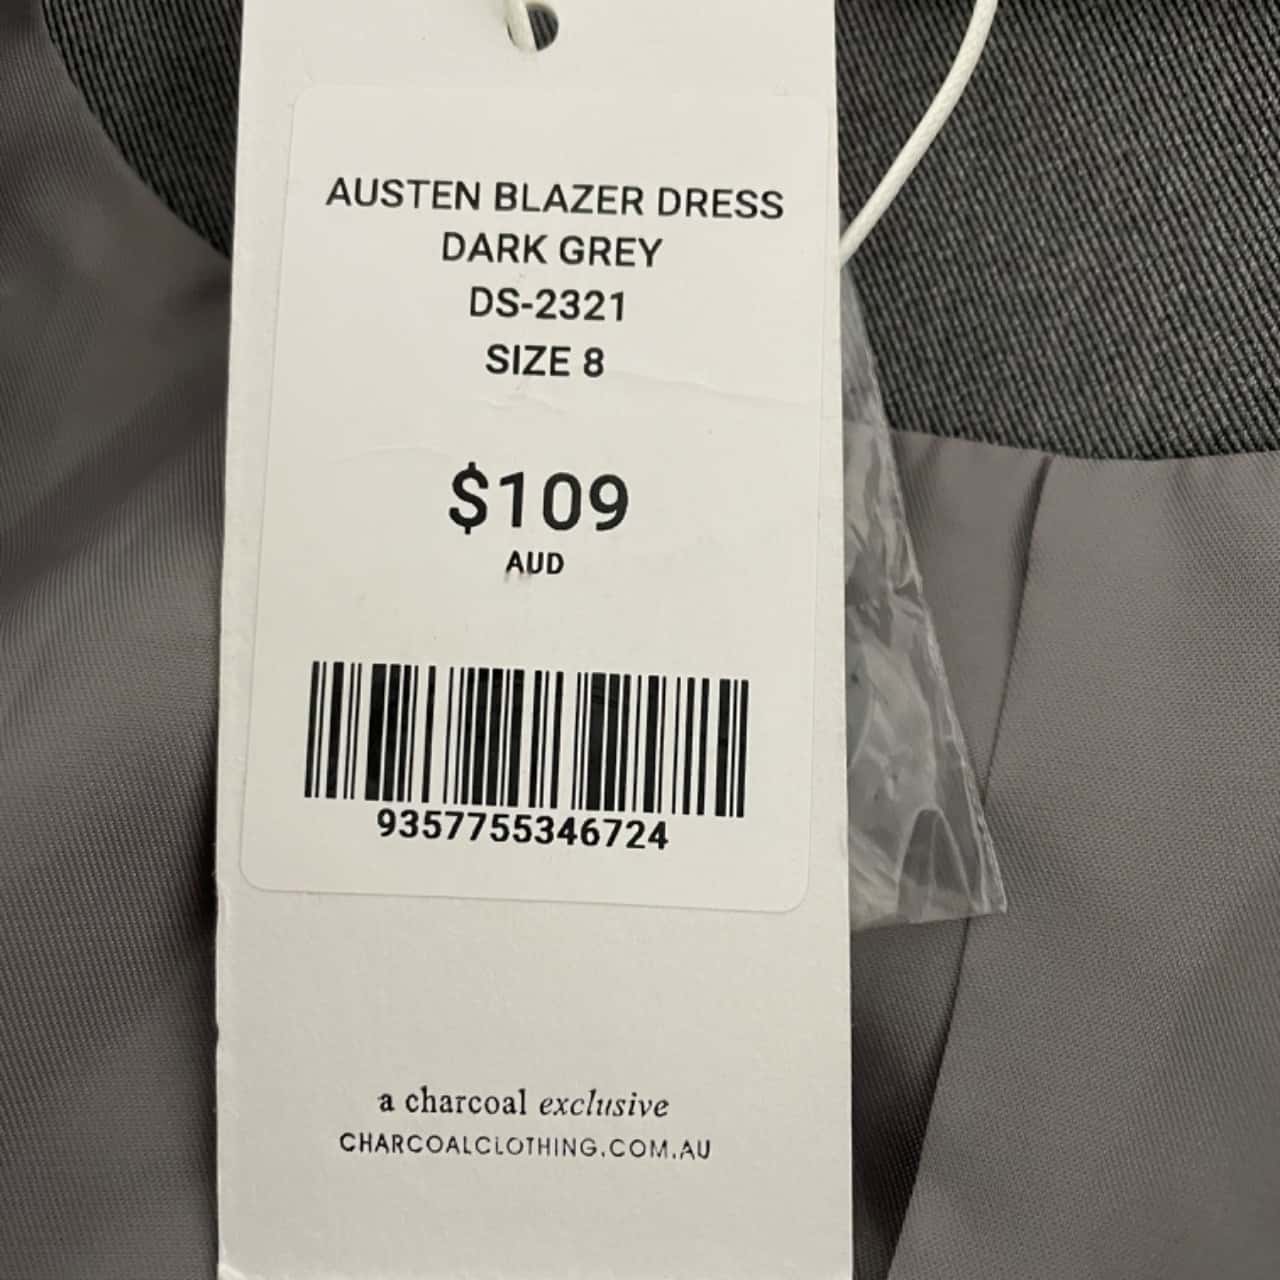 AUSTEN BLAZER DRESS
DARK GREY
DS-2321
SIZE 8
$109
AUD
9357755346724
a charcoal exclusive
CHARCOALCLOTHING.COM.AU